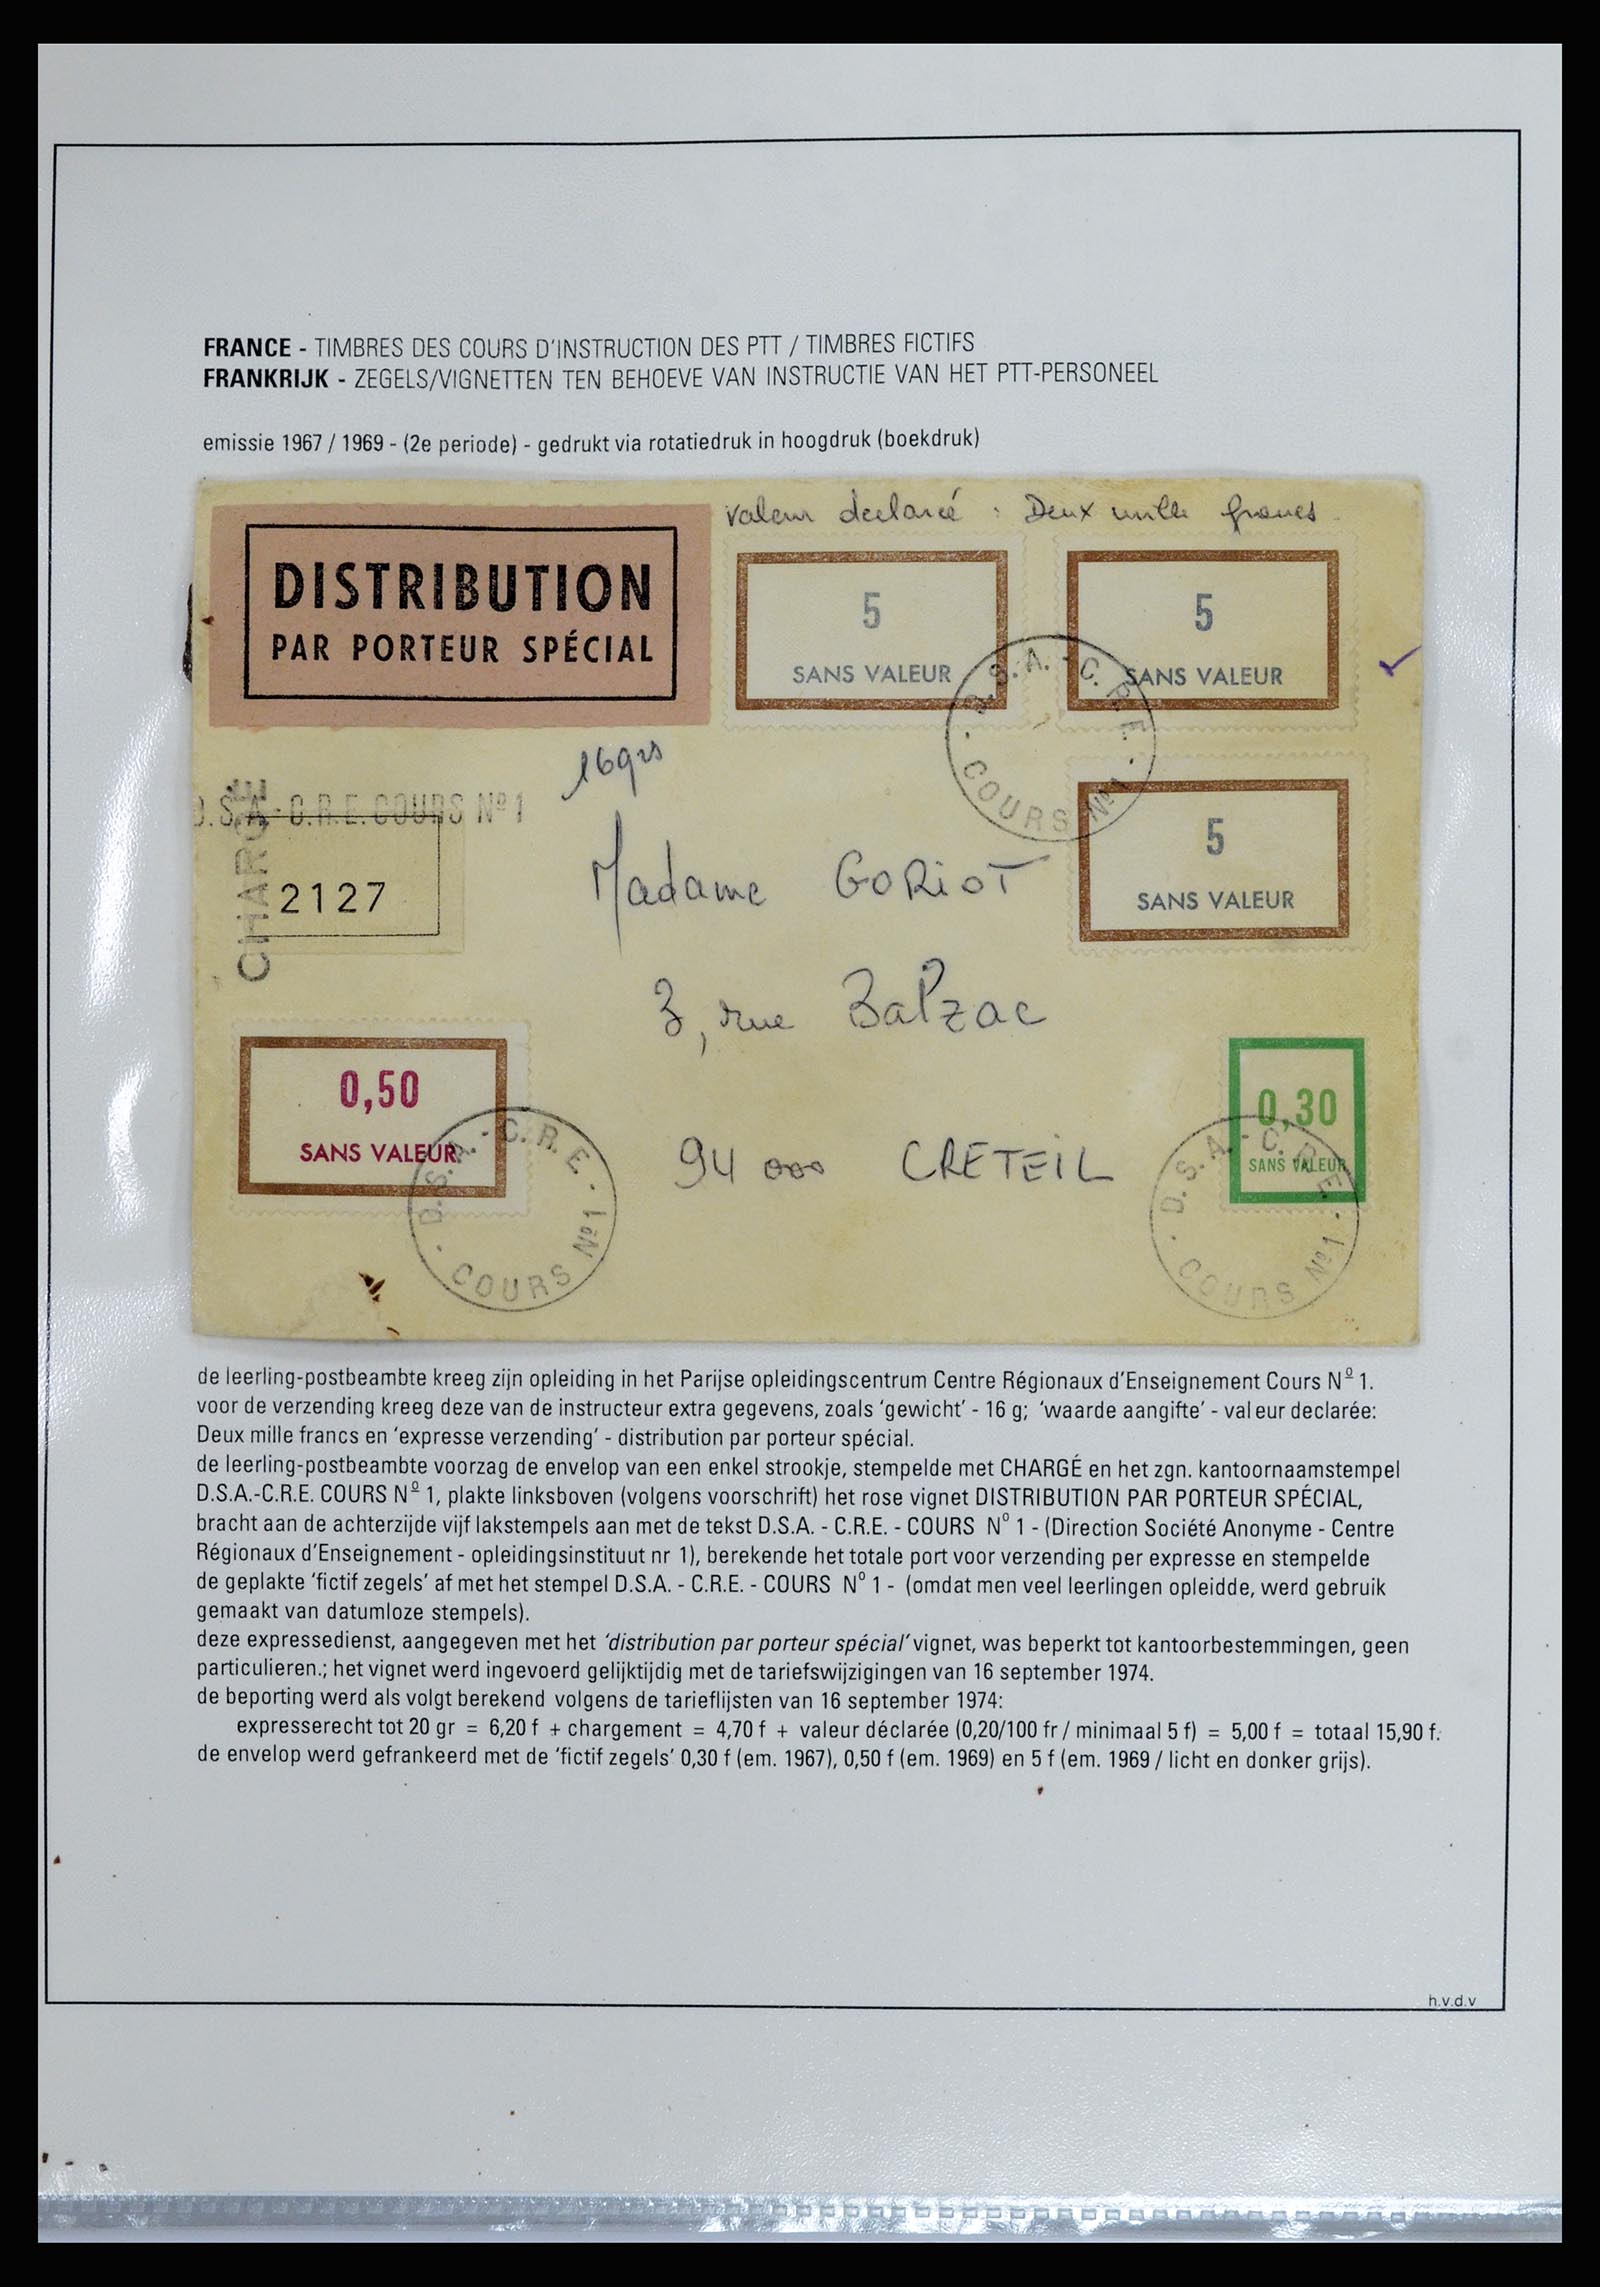 FRANCE - TIMBRES DES COURS D'INSTRUCTION DES PTT / TIMBRES FICTIFS
FRANKRIJK - ZEGELS/VIGNETTEN TEN BEHOEVE VAN INSTRUCTIE VAN HET PTT-PERSONEEL
emissie 1967 / 1969 - (2e periode) - gedrukt via rotatiedruk in hoogdruk (boekdruk)
Valeur declareé : Deux mille francs
DISTRIBUTION
PAR PORTEUR SPÉCIAL
5
SANS VALEUR
5
SANS VALEUR
D.S.A. - C.R.E. - COURS Nº 1 -
16grs
D.S.A - C.R.E. COURS Nº 1
CHARGÉ
2127
5
SANS VALEUR
Madame GORIOT
3, rue BalZac
94 000 CRETEIL
0,50
SANS VALEUR
D.S.A. - C.R.E. - COURS Nº 1
0,30
SANS VALEUR
D.S.A. - C.R.E. - COURS Nº 1
de leerling-postbeambte kreeg zijn opleiding in het Parijse opleidingscentrum Centre Régionaux d'Enseignement Cours Nº 1.
voor de verzending kreeg deze van de instructeur extra gegevens, zoals 'gewicht' - 16 g; 'waarde aangifte' - valeur declarée:
Deux mille francs en 'expresse verzending' - distribution par porteur spécial.
de leerling-postbeambte voorzag de envelop van een enkel strookje, stempelde met CHARGÉ en het zgn. kantoornaamstempel
D.S.A.-C.R.E. COURS Nº 1, plakte linksboven (volgens voorschrift) het rose vignet DISTRIBUTION PAR PORTEUR SPÉCIAL,
bracht aan de achterzijde vijf lakstempels aan met de tekst D.S.A. - C.R.E. - COURS Nº 1 - (Direction Société Anonyme - Centre
Régionaux d'Enseignement - opleidingsinstituut nr 1), berekende het totale port voor verzending per expresse en stempelde
de geplakte 'fictif zegels' af met het stempel D.S.A. - C.R.E. - COURS Nº 1 - (omdat men veel leerlingen opleidde, werd gebruik
gemaakt van datumloze stempels).
deze expressedienst, aangegeven met het 'distribution par porteur spécial' vignet, was beperkt tot kantoorbestemmingen, geen
particulieren.; het vignet werd ingevoerd gelijktijdig met de tariefswijzigingen van 16 september 1974.
de beporting werd als volgt berekend volgens de tarieflijsten van 16 september 1974:
expresserecht tot 20 gr = 6,20 f + chargement = 4,70 f + valeur déclarée (0,20/100 fr / minimaal 5 f) = 5,00 f = totaal 15,90 f.
de envelop werd gefrankeerd met de 'fictif zegels' 0,30 f (em. 1967), 0,50 f (em. 1969) en 5 f (em. 1969 / licht en donker grijs).
h.v.d.v